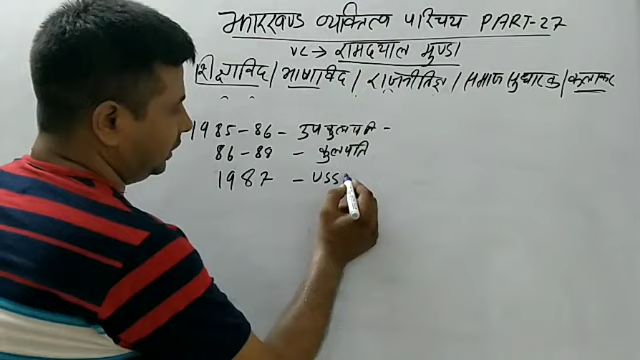 झारखण्ड व्यक्तित्व परिचय PART-27
VC → रामदयाल मुण्डा
शिक्षाविद / भाषाविद / राजनीतिज्ञ / समाज सुधारक / कलाकार
1985-86 - उपकुलपति -
86-88 - कुलपति
1987 - USS